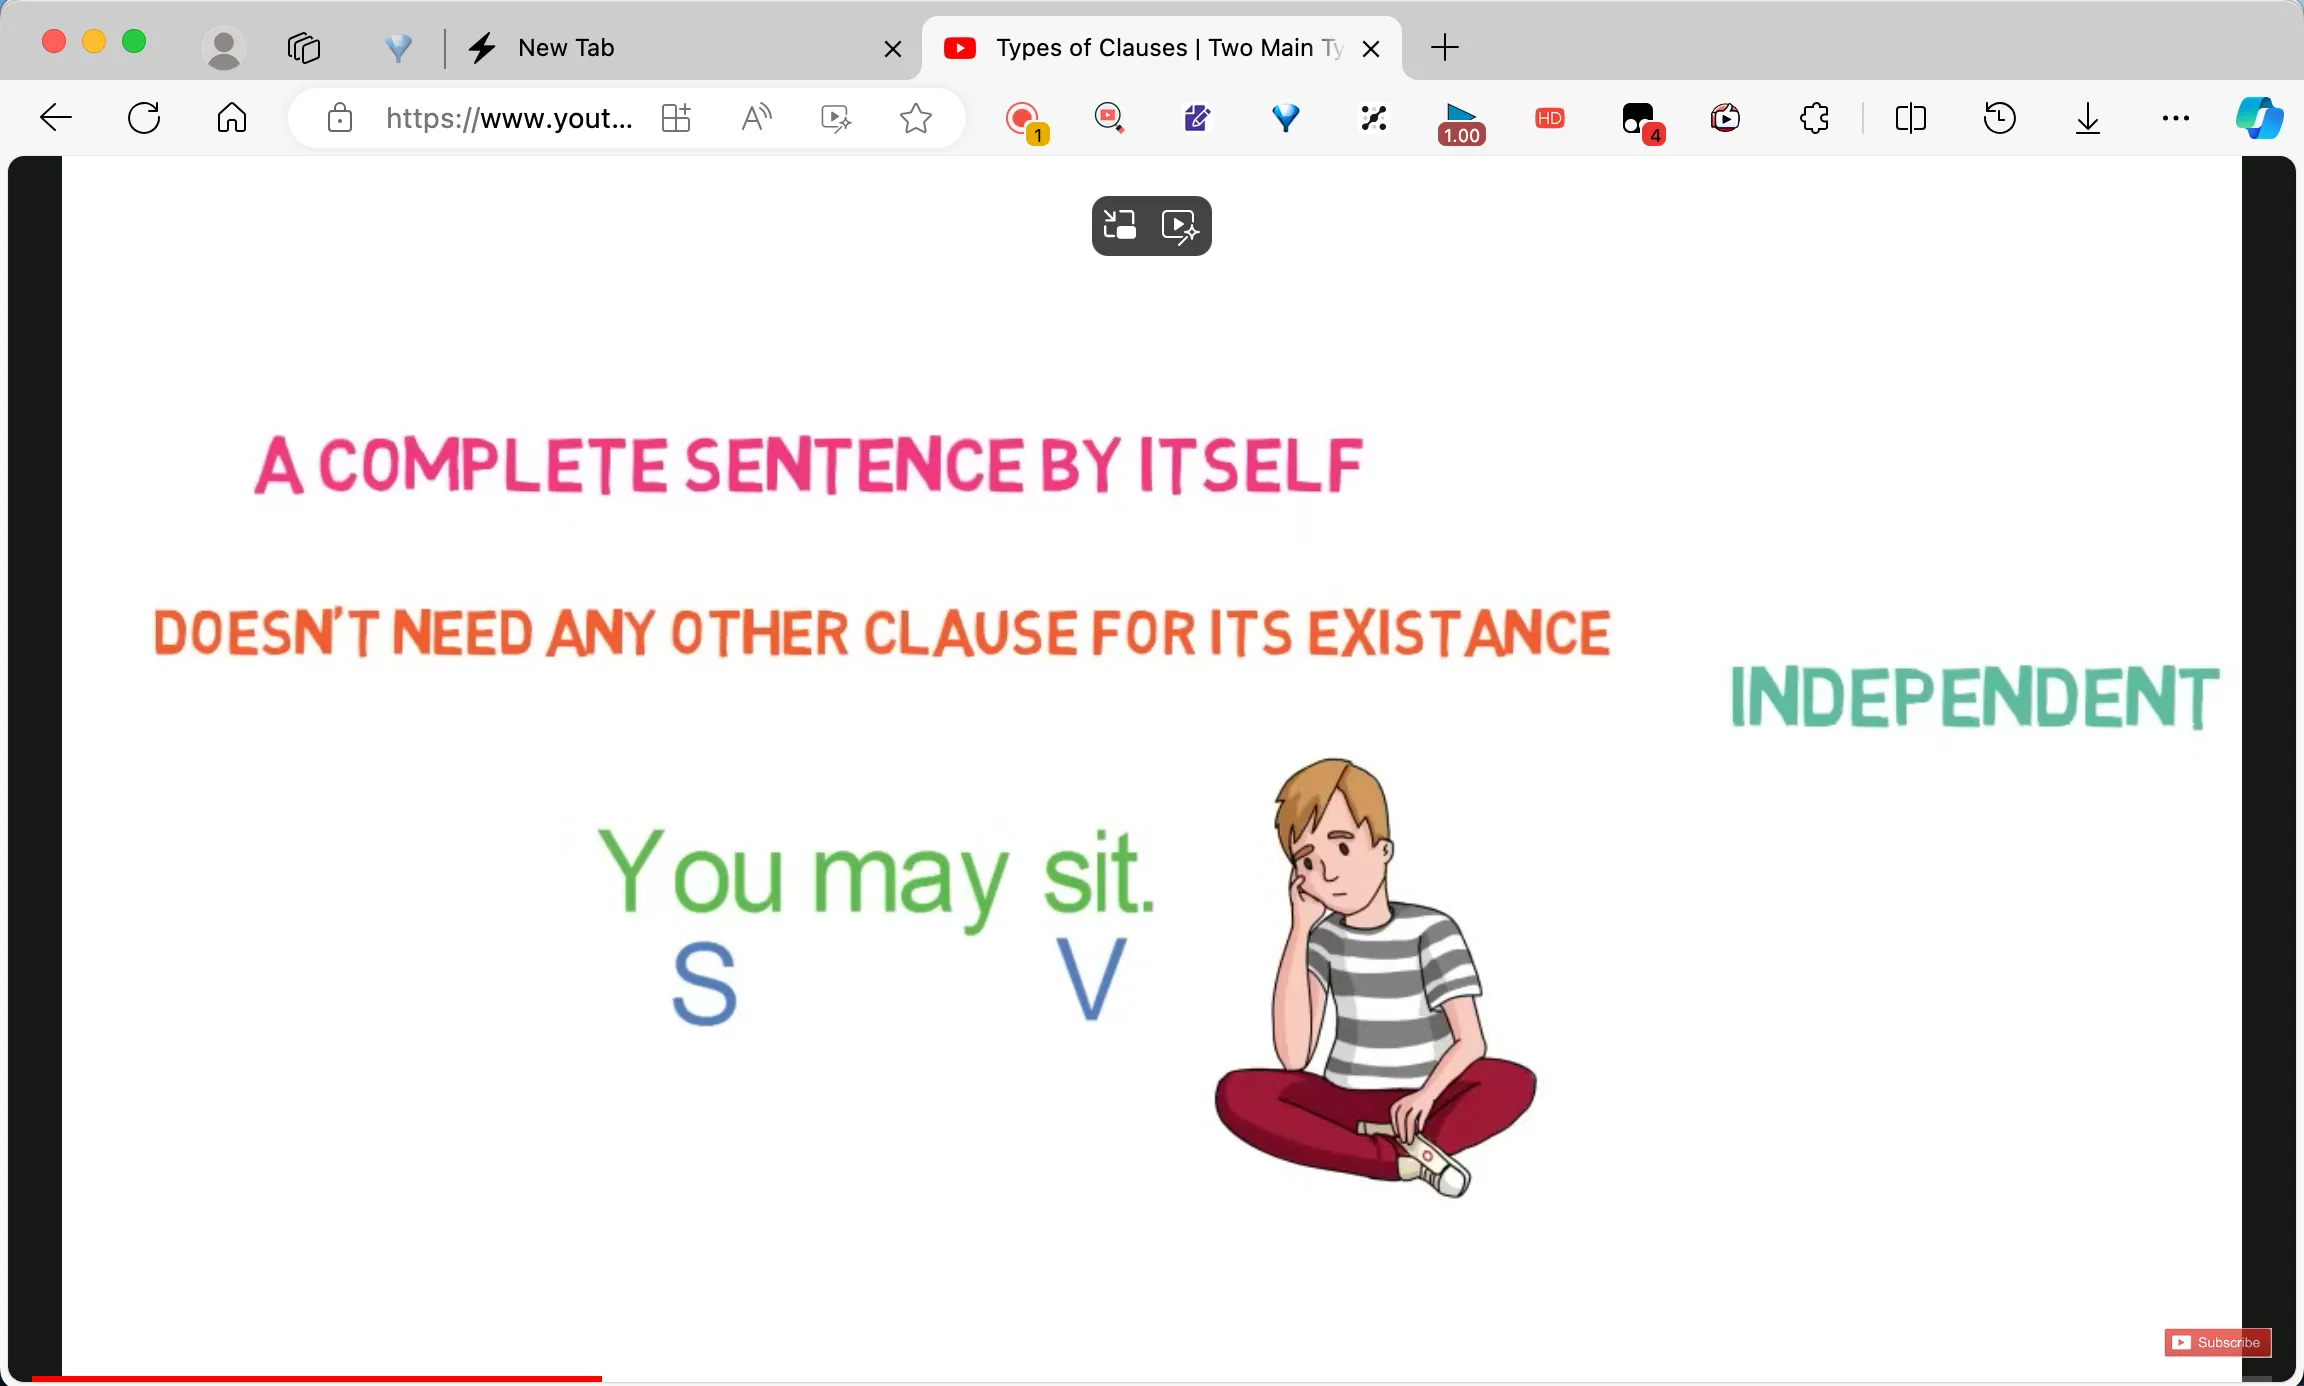 New Tab
Types of Clauses | Two Main Ty
https://www.yout...
1
1.00
HD
4
A COMPLETE SENTENCE BY ITSELF
DOESN'T NEED ANY OTHER CLAUSE FOR ITS EXISTANCE
INDEPENDENT
You may sit.
S V
Subscribe